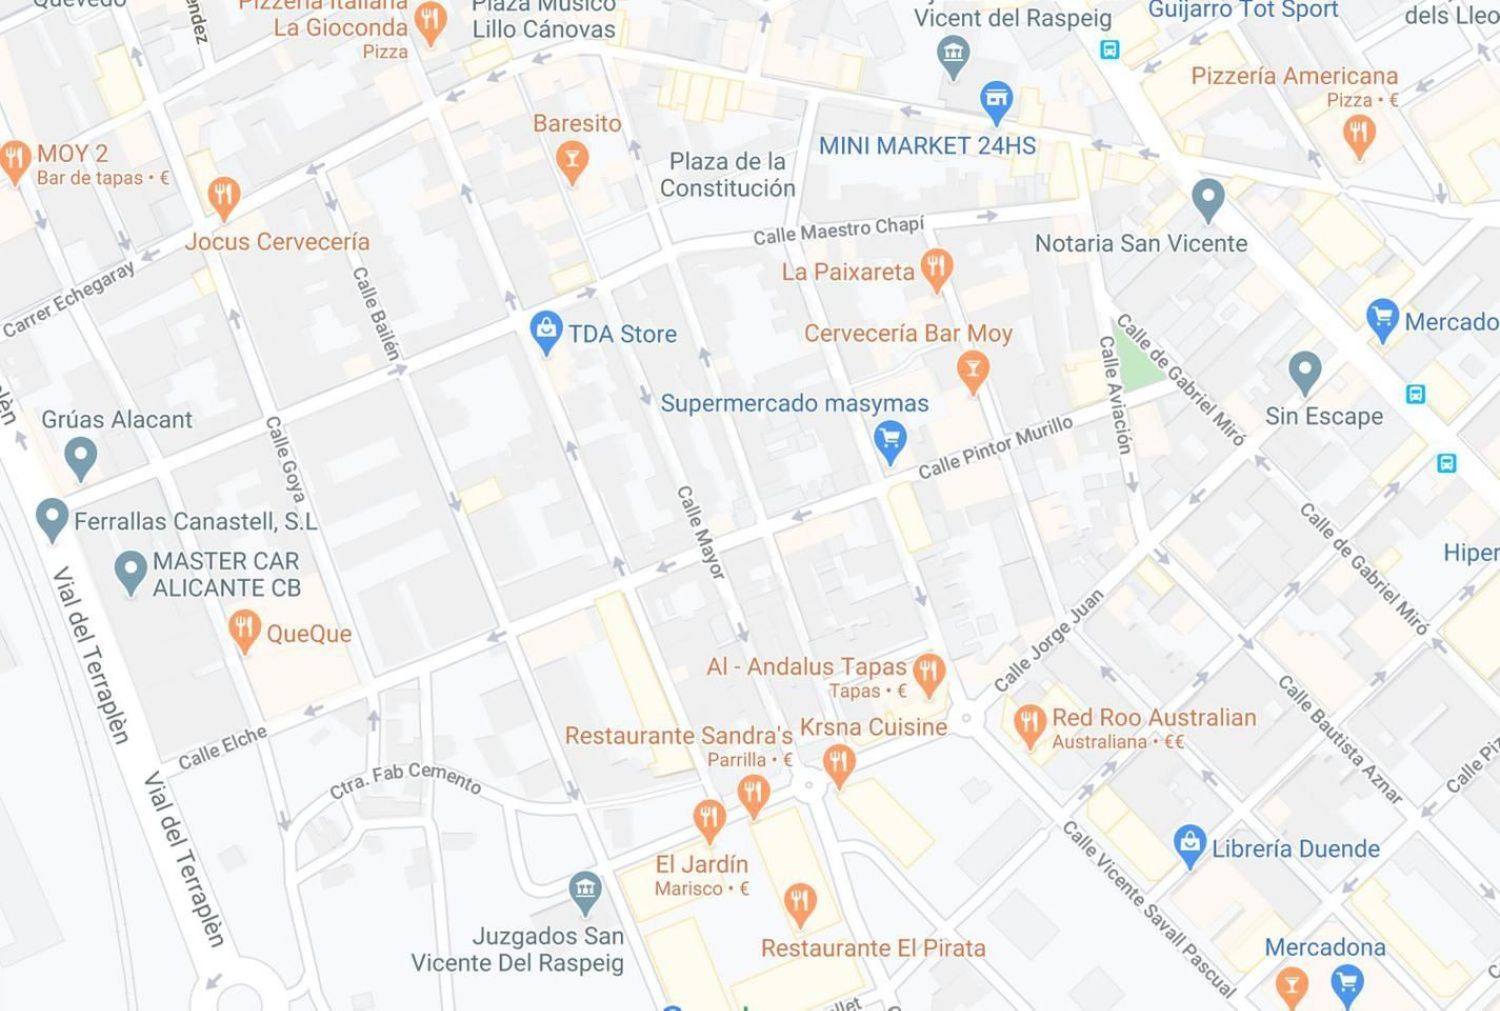 Quevedo
Pizzería Italiana
La Gioconda
Pizza
Plaza Músico
Lillo Cánovas
Vicent del Raspeig
Guijarro Tot Sport
dels Lleo
Pizzería Americana
Pizza • €
Baresito
MINI MARKET 24HS
MOY 2
Bar de tapas • €
Plaza de la
Constitución
Jocus Cervecería
Calle Maestro Chapí
Notaria San Vicente
La Paixareta
Carrer Echegaray
Calle Bailén
TDA Store
Cervecería Bar Moy
Mercado
Calle de Gabriel Miró
Calle Aviación
Supermercado masymas
Sin Escape
Grúas Alacant
Calle Goya
Calle Pintor Murillo
Ferrallas Canastell, S.L
Calle Mayor
Calle de Gabriel Miró
Hiper
MASTER CAR
ALICANTE CB
Vial del Terraplèn
QueQue
Calle Jorge Juan
Al - Andalus Tapas
Tapas • €
Calle Bautista Aznar
Restaurante Sandra's
Parrilla • €
Krsna Cuisine
Red Roo Australian
Australiana • €€
Calle Elche
Ctra. Fab Cemento
Vial del Terraplèn
El Jardín
Marisco • €
Librería Duende
Calle Vicente Savall Pascual
Juzgados San
Vicente Del Raspeig
Restaurante El Pirata
Mercadona